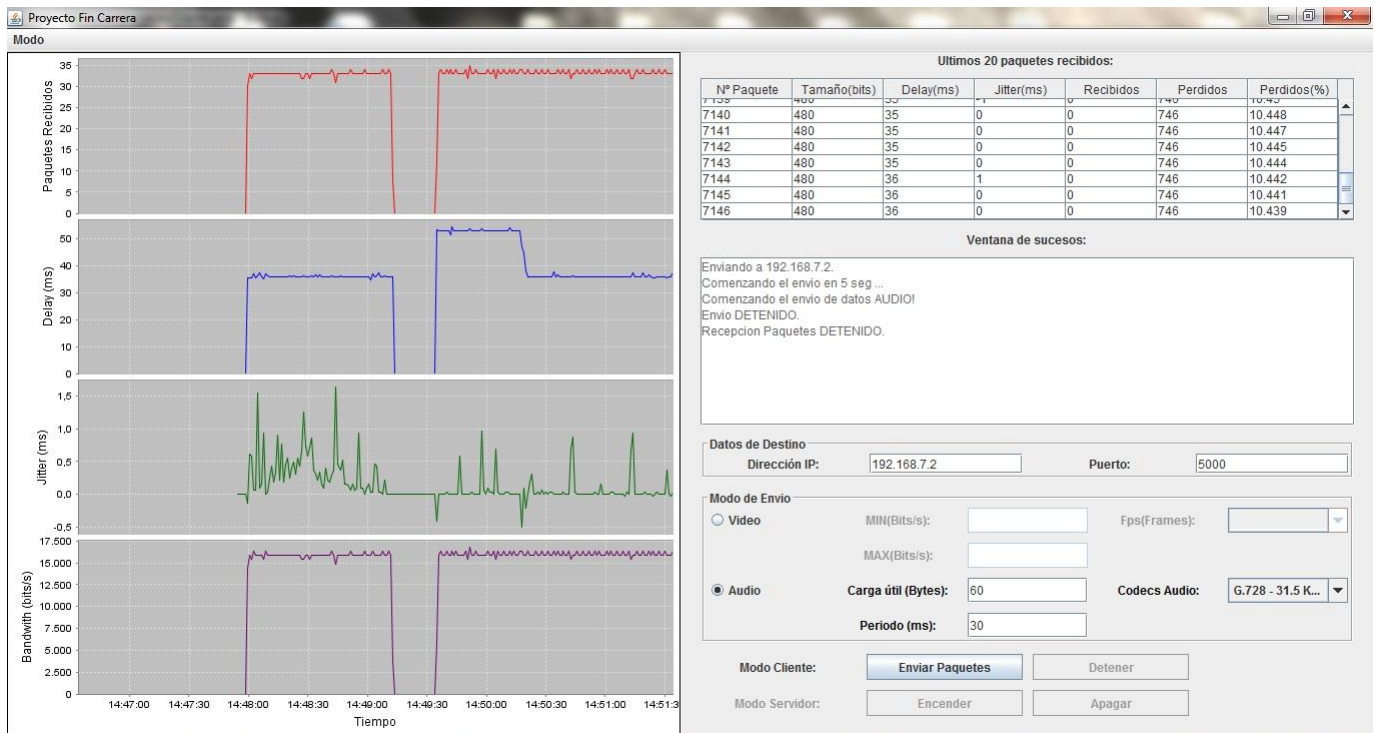 Proyecto Fin Carrera
Modo
Paquetes Recibidos
35
30
25
20
15
10
5
0
Delay (ms)
50
40
30
20
10
0
Jitter (ms)
1,5
1,0
0,5
0,0
-0,5
Bandwith (bits/s)
17.500
15.000
12.500
10.000
7.500
5.000
2.500
0
14:47:00 14:47:30 14:48:00 14:48:30 14:49:00 14:49:30 14:50:00 14:50:30 14:51:00 14:51:3
Tiempo
Ultimos 20 paquetes recibidos:
Nº Paquete Tamaño(bits) Delay(ms) Jitter(ms) Recibidos Perdidos Perdidos(%)
7139 480 35 -1 0 746 10.45
7140 480 35 0 0 746 10.448
7141 480 35 0 0 746 10.447
7142 480 35 0 0 746 10.445
7143 480 35 0 0 746 10.444
7144 480 36 1 0 746 10.442
7145 480 36 0 0 746 10.441
7146 480 36 0 0 746 10.439
Ventana de sucesos:
Enviando a 192.168.7.2.
Comenzando el envio en 5 seg ...
Comenzando el envio de datos AUDIO!
Envio DETENIDO.
Recepcion Paquetes DETENIDO.
Datos de Destino
Dirección IP: 192.168.7.2 Puerto: 5000
Modo de Envio
Video MIN(Bits/s): Fps(Frames):
MAX(Bits/s):
Audio Carga útil (Bytes): 60 Codecs Audio: G.728 - 31.5 K...
Periodo (ms): 30
Modo Cliente: Enviar Paquetes Detener
Modo Servidor: Encender Apagar